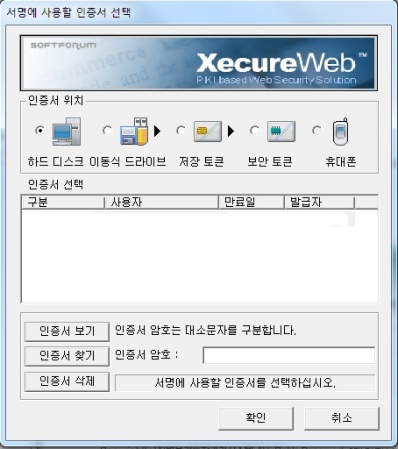 서명에 사용할 인증서 선택
SOFTFORUM
XecureWeb™
PKI based Web Security Solution
인증서 위치
하드 디스크 이동식 드라이브 저장 토큰 보안 토큰 휴대폰
인증서 선택
구분 사용자 만료일 발급자
인증서 보기 인증서 암호는 대소문자를 구분합니다.
인증서 찾기 인증서 암호 :
인증서 삭제 서명에 사용할 인증서를 선택하십시오.
확인 취소